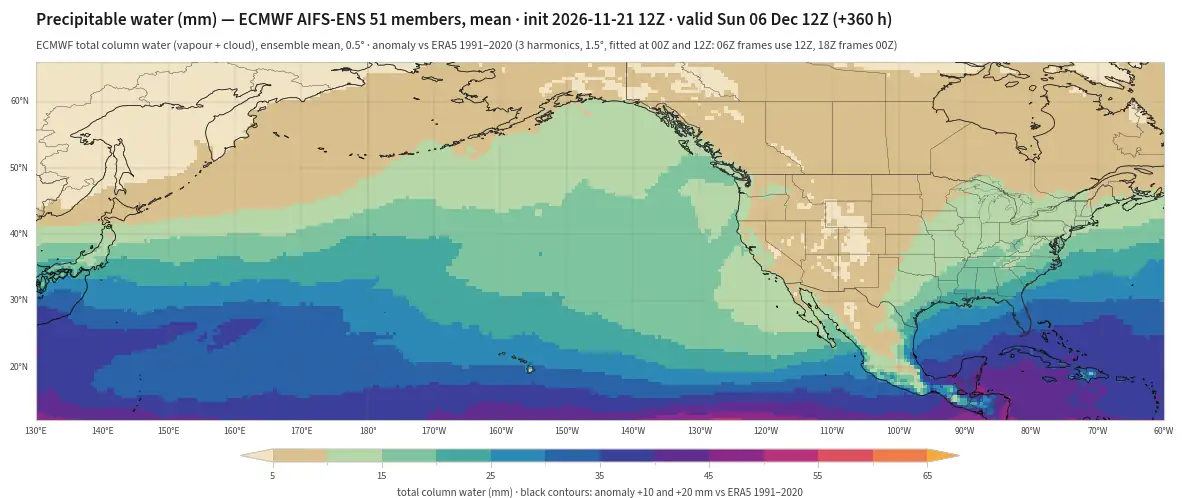 Precipitable water (mm) — ECMWF AIFS-ENS 51 members, mean · init 2026-11-21 12Z · valid Sun 06 Dec 12Z (+360 h)
ECMWF total column water (vapour + cloud), ensemble mean, 0.5° · anomaly vs ERA5 1991–2020 (3 harmonics, 1.5°, fitted at 00Z and 12Z: 06Z frames use 12Z, 18Z frames 00Z)
60°N
50°N
40°N
30°N
20°N
130°E 140°E 150°E 160°E 170°E 180° 170°W 160°W 150°W 140°W 130°W 120°W 110°W 100°W 90°W 80°W 70°W 60°W
5 15 25 35 45 55 65
total column water (mm) · black contours: anomaly +10 and +20 mm vs ERA5 1991–2020